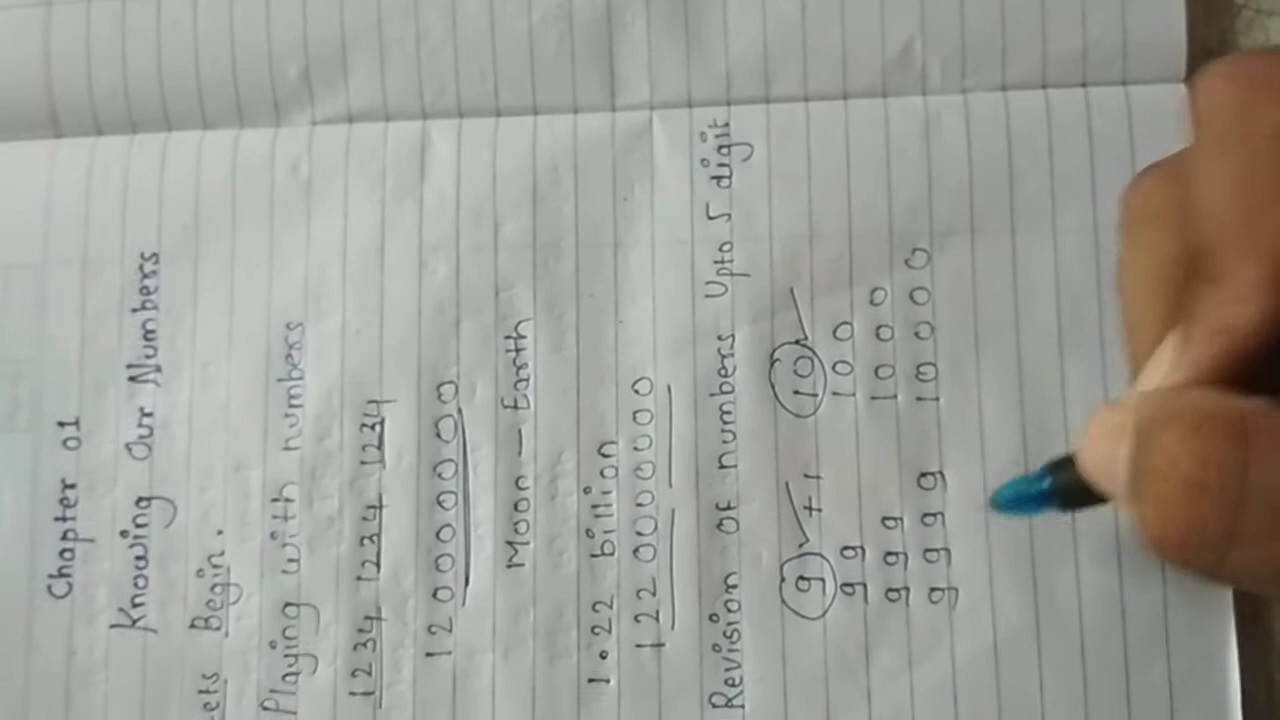 Chapter 01
Knowing Our Numbers
ets Begin.
Playing with numbers
1234 1234 1234
1200000000
Moon - Earth
1.22 billion
1220000000
Revision Of numbers Upto 5 digit
9 + 1 10
99 100
999 1000
9999 10000